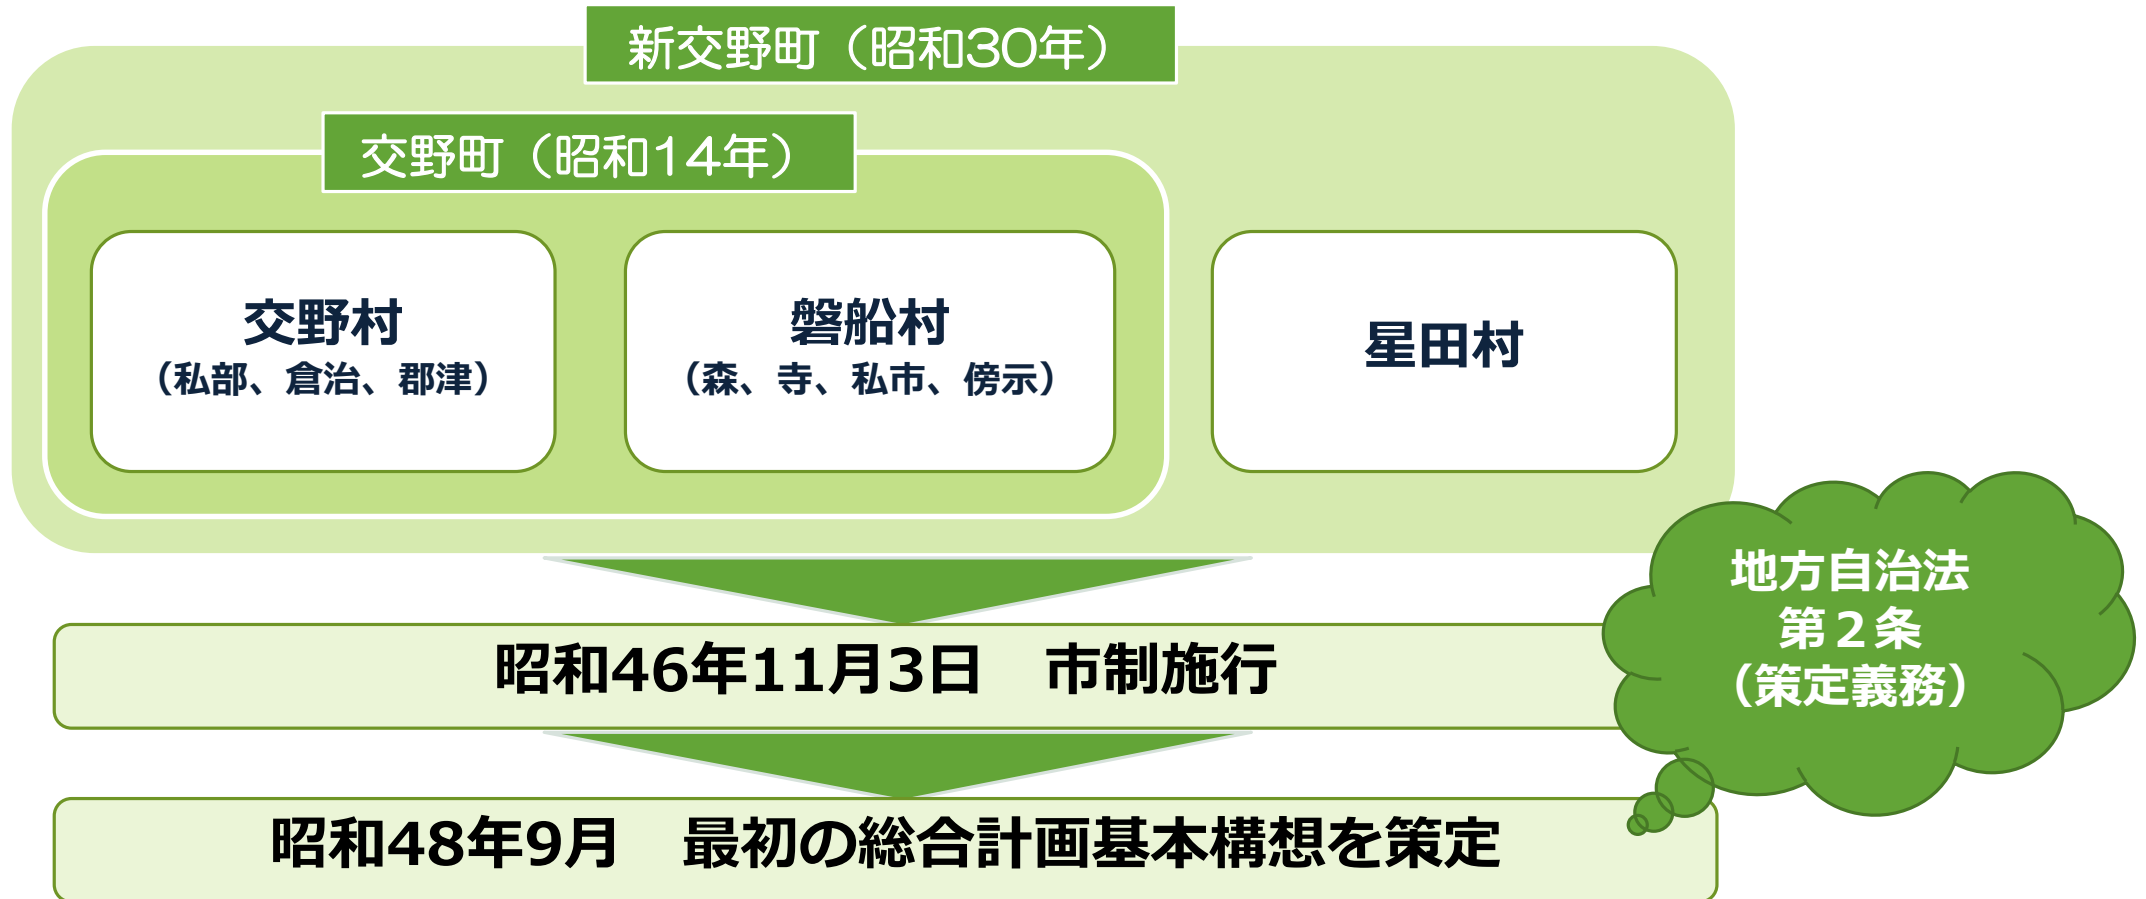 新交野町（昭和30年）
交野町（昭和14年）
交野村
（私部、倉治、郡津）
磐船村
（森、寺、私市、傍示）
星田村
地方自治法
第２条
（策定義務）
昭和46年11月3日　市制施行
昭和48年9月　最初の総合計画基本構想を策定